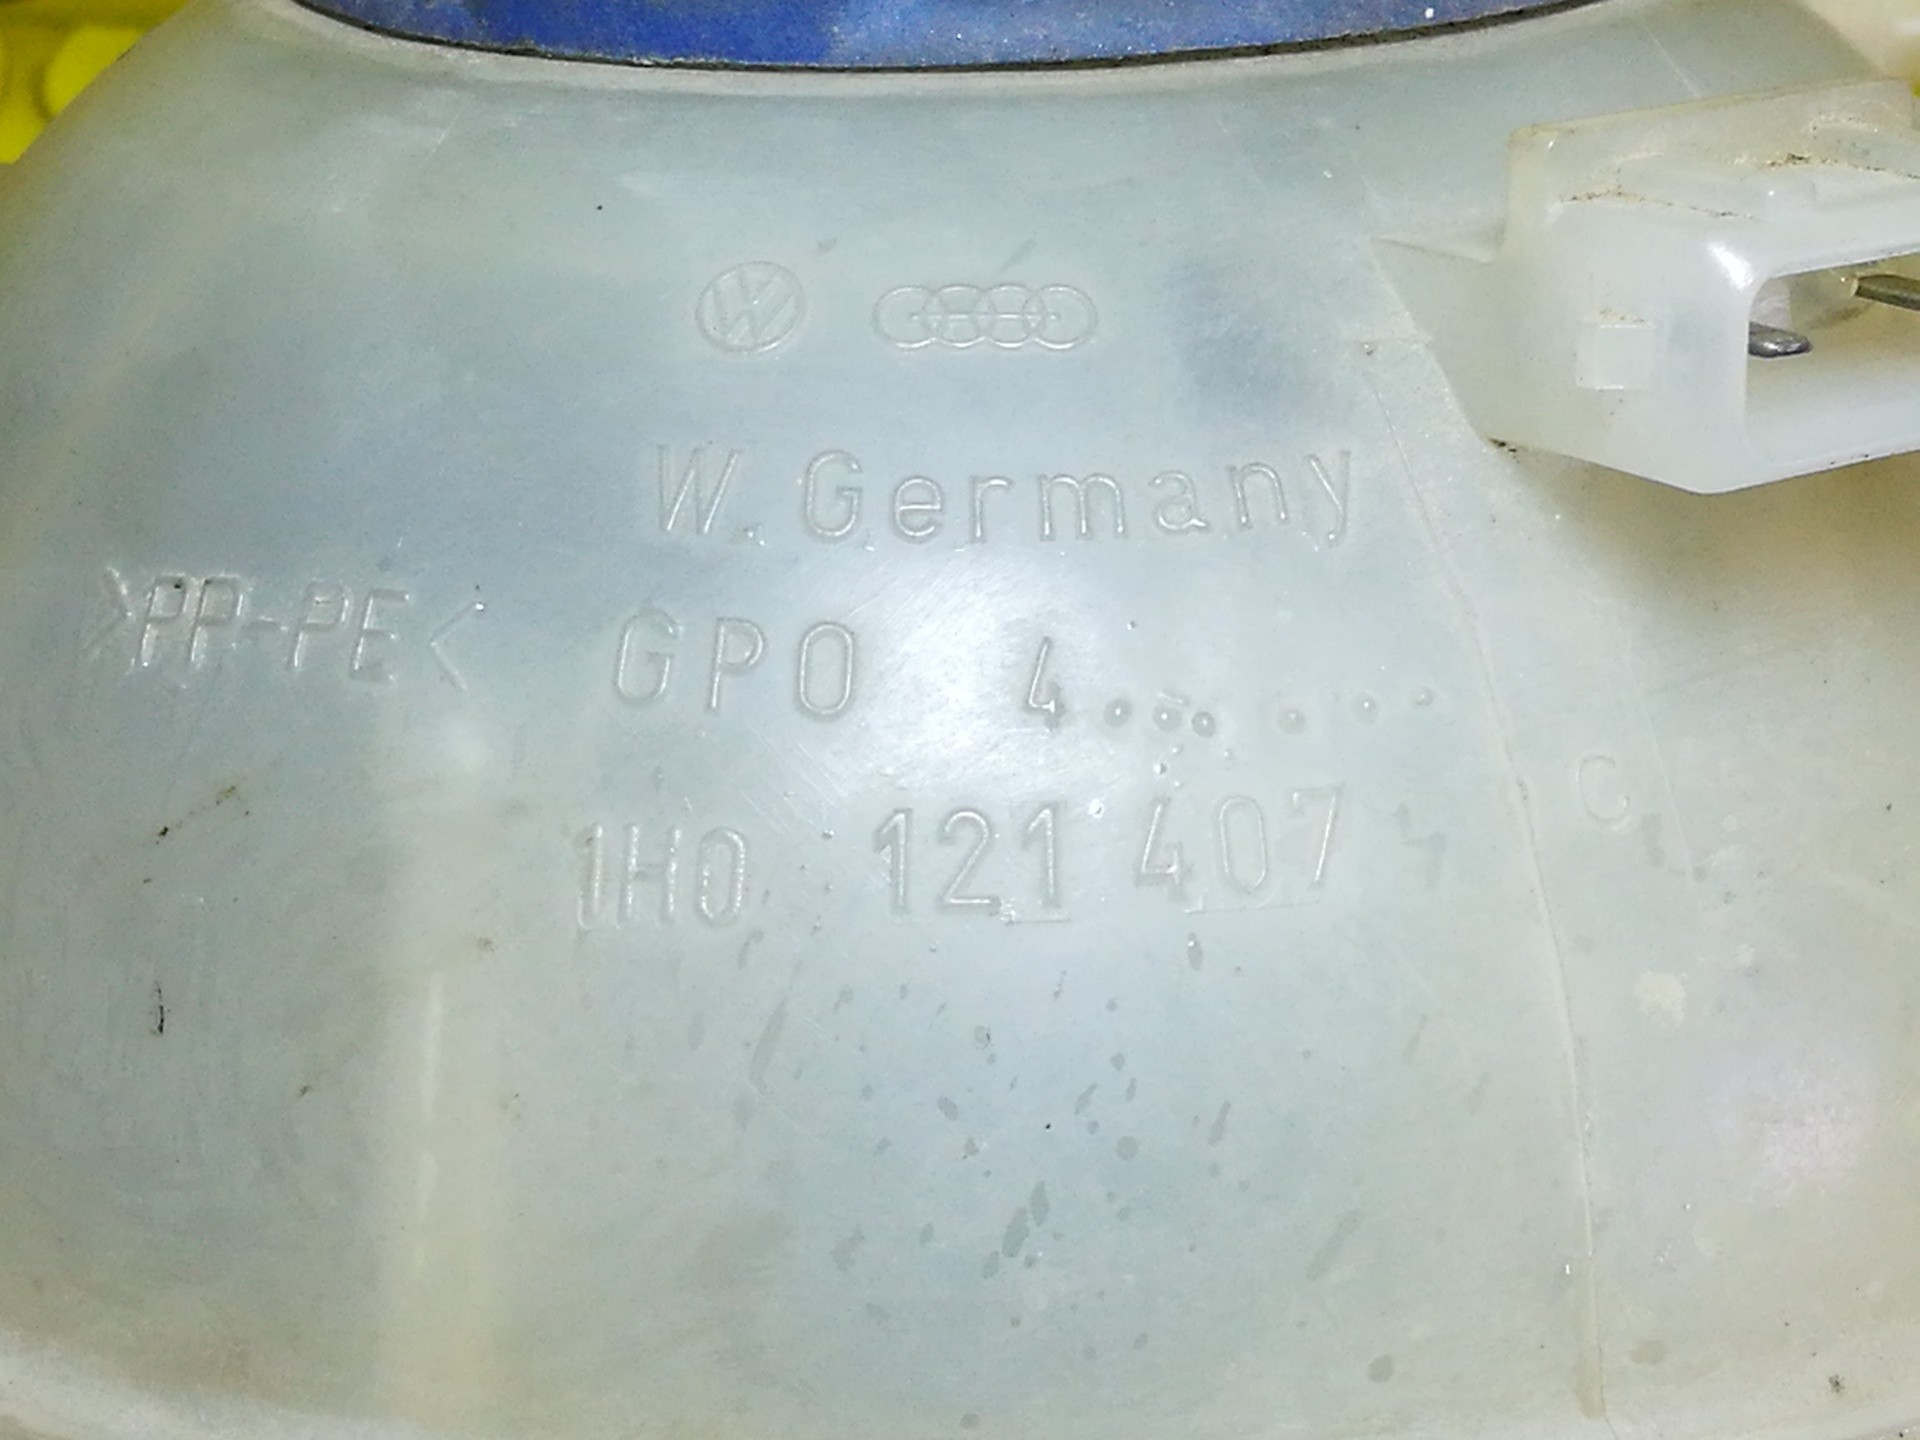 W. Germany
>PP-PE<
GPO 4.......
1H0 121 407 C